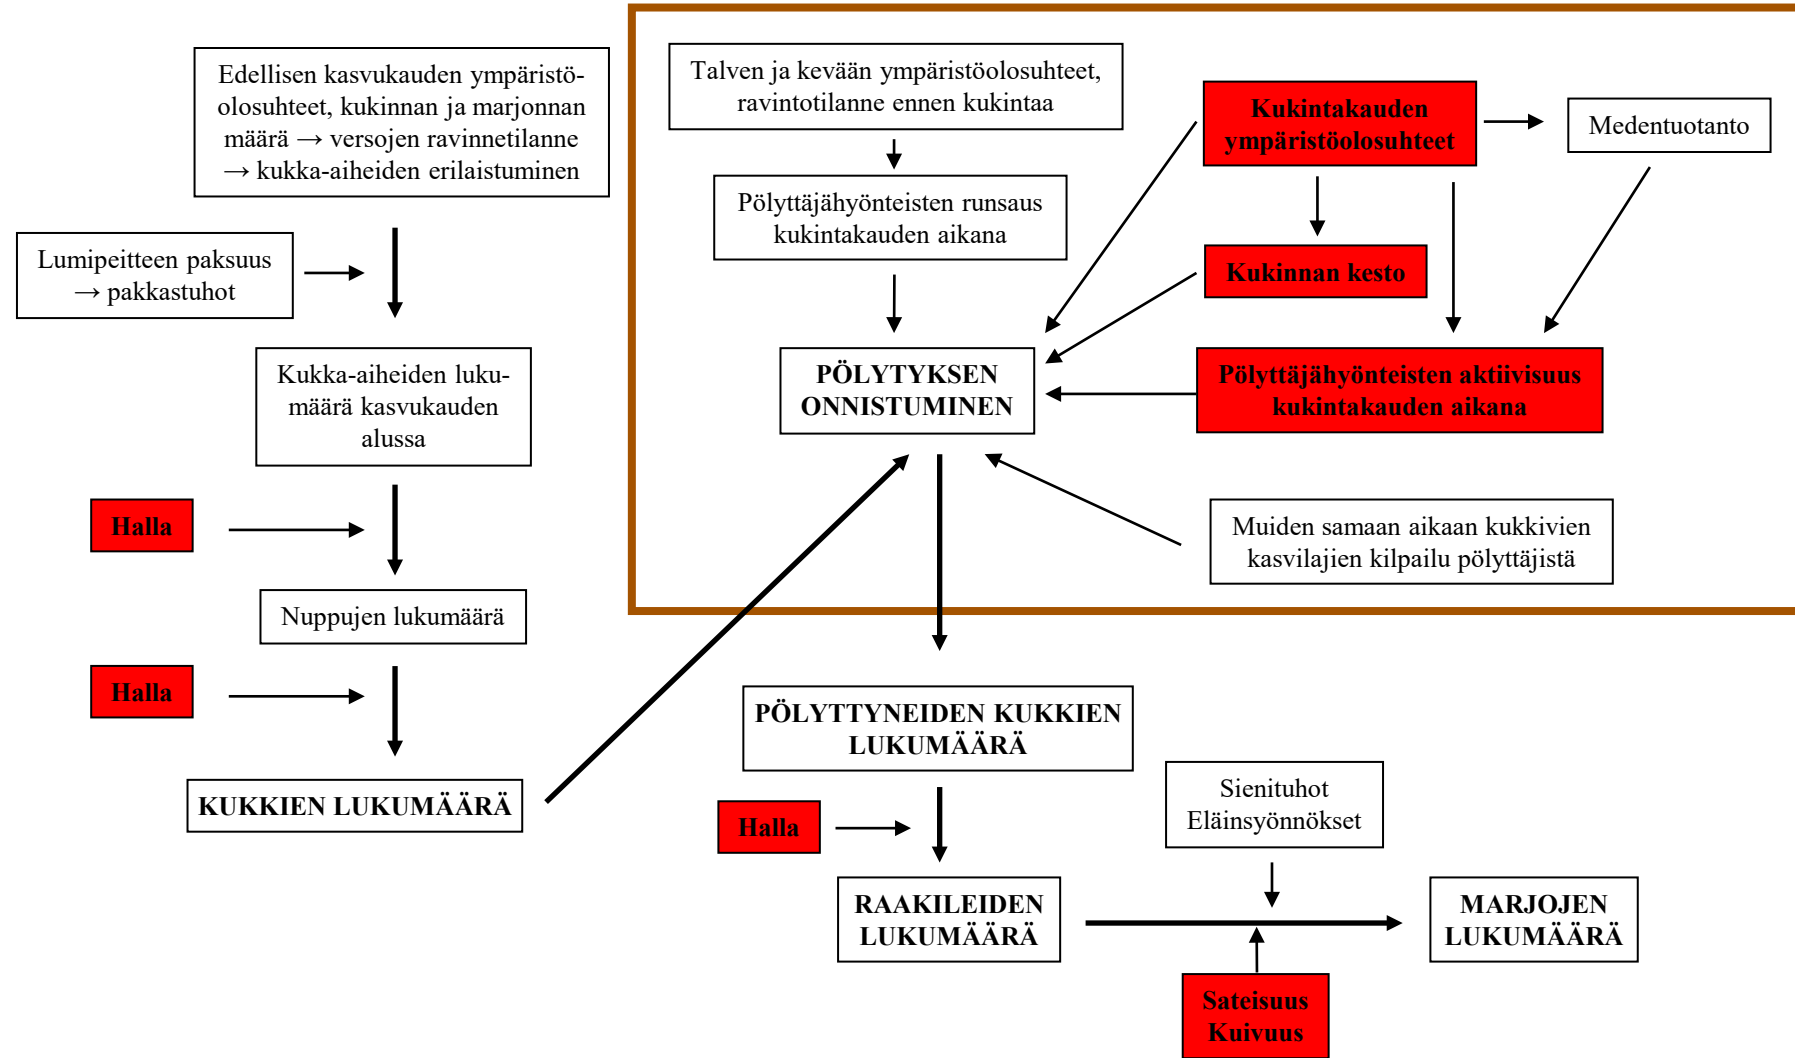 Edellisen kasvukauden ympäristö-
olosuhteet, kukinnan ja marjonnan
määrä → versojen ravinnetilanne
→ kukka-aiheiden erilaistuminen
Lumipeitteen paksuus
→ pakkastuhot
Kukka-aiheiden luku-
määrä kasvukauden
alussa
Halla
Nuppujen lukumäärä
Halla
KUKKIEN LUKUMÄÄRÄ
Talven ja kevään ympäristöolosuhteet,
ravintotilanne ennen kukintaa
Pölyttäjähyönteisten runsaus
kukintakauden aikana
Kukintakauden
ympäristöolosuhteet
Medentuotanto
Kukinnan kesto
PÖLYTYKSEN
ONNISTUMINEN
Pölyttäjähyönteisten aktiivisuus
kukintakauden aikana
Muiden samaan aikaan kukkivien
kasvilajien kilpailu pölyttäjistä
PÖLYTTYNEIDEN KUKKIEN
LUKUMÄÄRÄ
Halla
Sienituhot
Eläinsyönnökset
RAAKILEIDEN
LUKUMÄÄRÄ
MARJOJEN
LUKUMÄÄRÄ
Sateisuus
Kuivuus